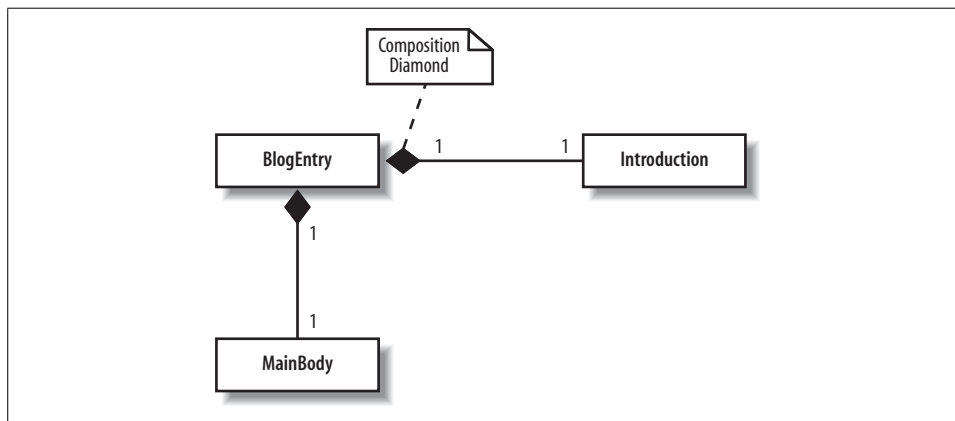 Composition
Diamond
BlogEntry
1
1
Introduction
1
1
MainBody